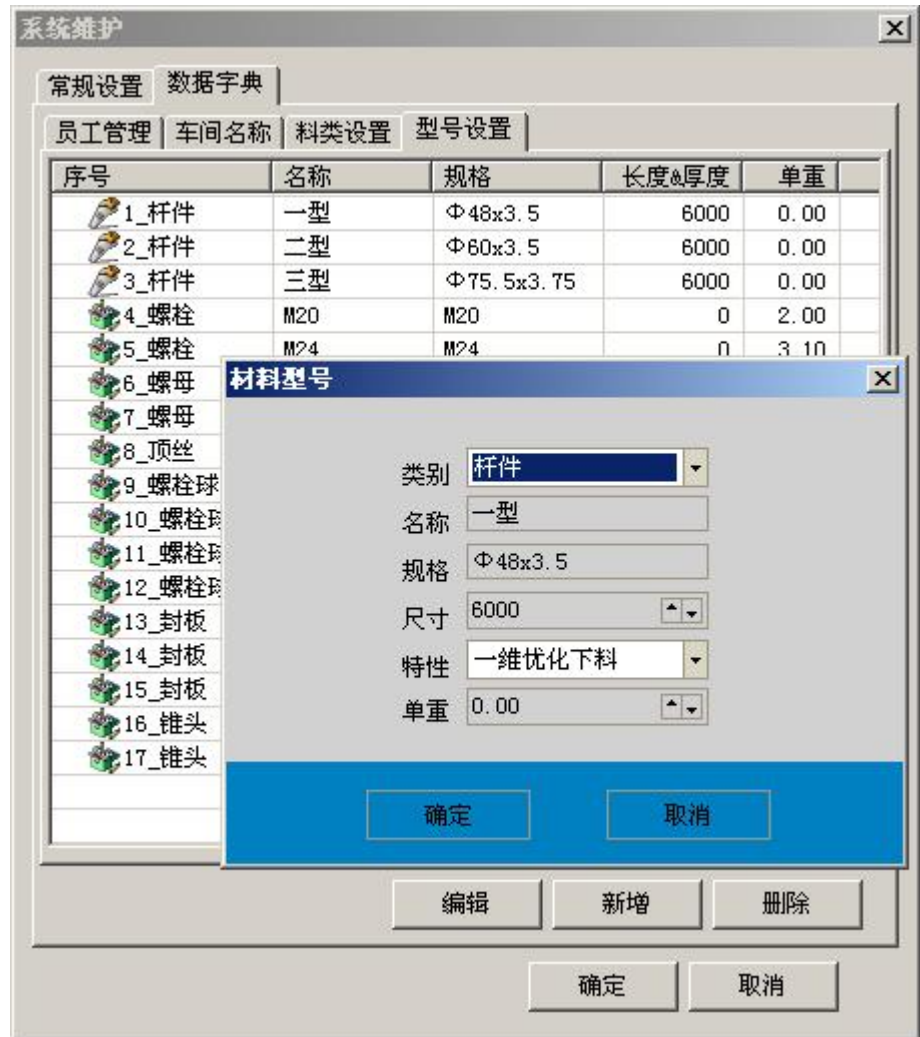 系统维护
常规设置 数据字典
员工管理 车间名称 料类设置 型号设置
序号 名称 规格 长度&厚度 单重
1_杆件 一型 Φ48x3.5 6000 0.00
2_杆件 二型 Φ60x3.5 6000 0.00
3_杆件 三型 Φ75.5x3.75 6000 0.00
4_螺栓 M20 M20 0 2.00
5_螺栓 M24 M24 0 3.10
6_螺母
7_螺母
8_顶丝
9_螺栓球
10_螺栓球
11_螺栓球
12_螺栓球
13_封板
14_封板
15_封板
16_锥头
17_锥头
材料型号
类别 杆件
名称 一型
规格 Φ48x3.5
尺寸 6000
特性 一维优化下料
单重 0.00
确定 取消
编辑 新增 删除
确定 取消